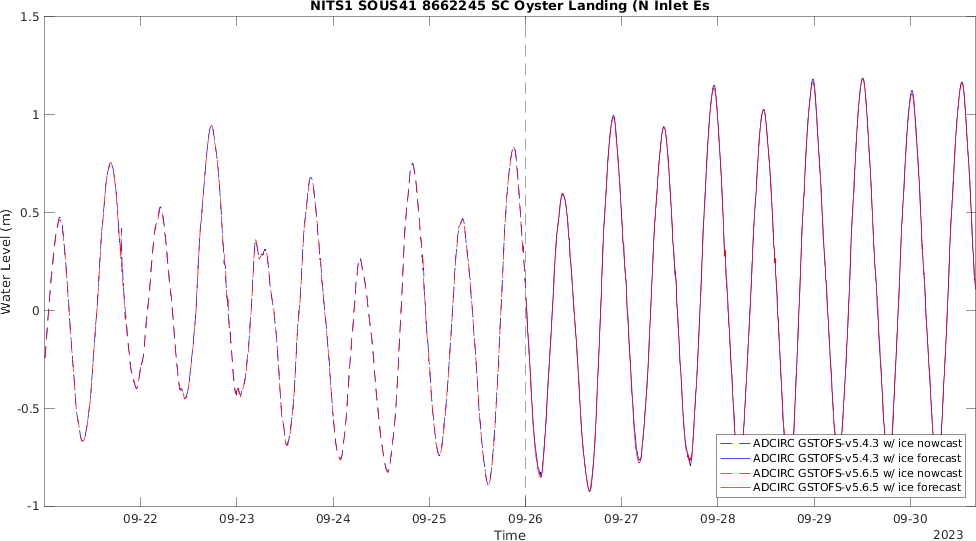 NITS1 SOUS41 8662245 SC Oyster Landing (N Inlet Es
1.5
1
0.5
0
-0.5
-1
Water Level (m)
09-22 09-23 09-24 09-25 09-26 09-27 09-28 09-29 09-30
Time
2023
ADCIRC GSTOFS-v5.4.3 w/ ice nowcast
ADCIRC GSTOFS-v5.4.3 w/ ice forecast
ADCIRC GSTOFS-v5.6.5 w/ ice nowcast
ADCIRC GSTOFS-v5.6.5 w/ ice forecast